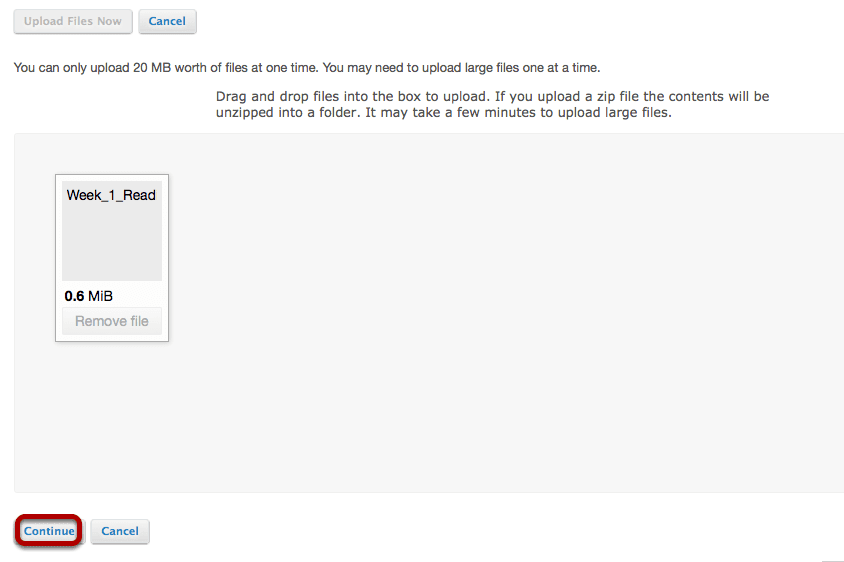 Upload Files Now Cancel
You can only upload 20 MB worth of files at one time. You may need to upload large files one at a time.
Drag and drop files into the box to upload. If you upload a zip file the contents will be
unzipped into a folder. It may take a few minutes to upload large files.
Week_1_Read
0.6 MiB
Remove file
Continue Cancel